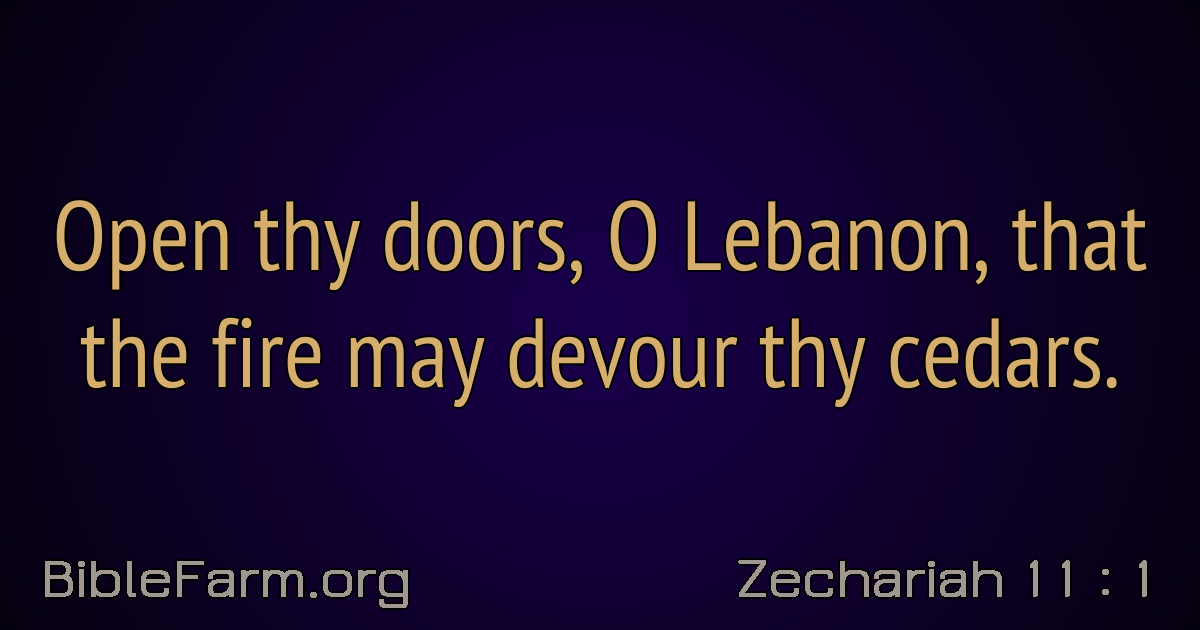 Open thy doors, O Lebanon, that
the fire may devour thy cedars.
BibleFarm.org
Zechariah 11 : 1